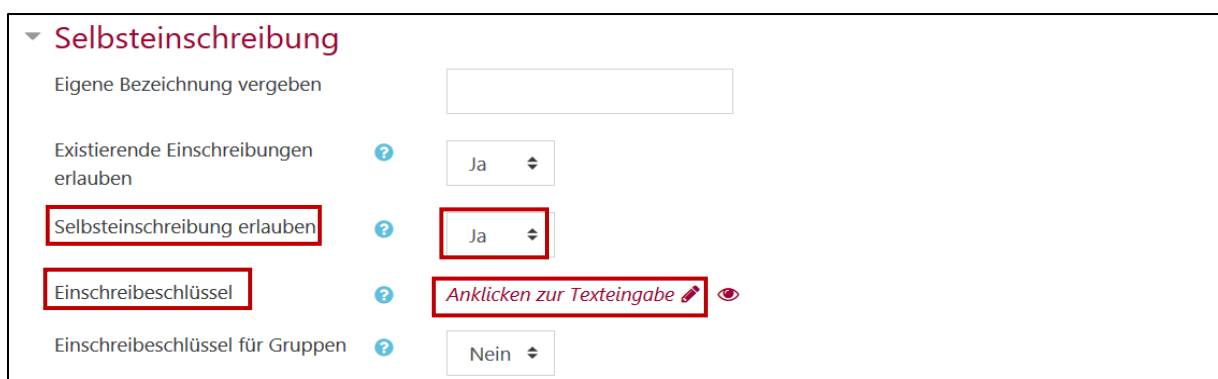 Selbsteinschreibung
Eigene Bezeichnung vergeben
Existierende Einschreibungen
erlauben
Ja
Selbsteinschreibung erlauben
Ja
Einschreibeschlüssel
Anklicken zur Texteingabe
Einschreibeschlüssel für Gruppen
Nein